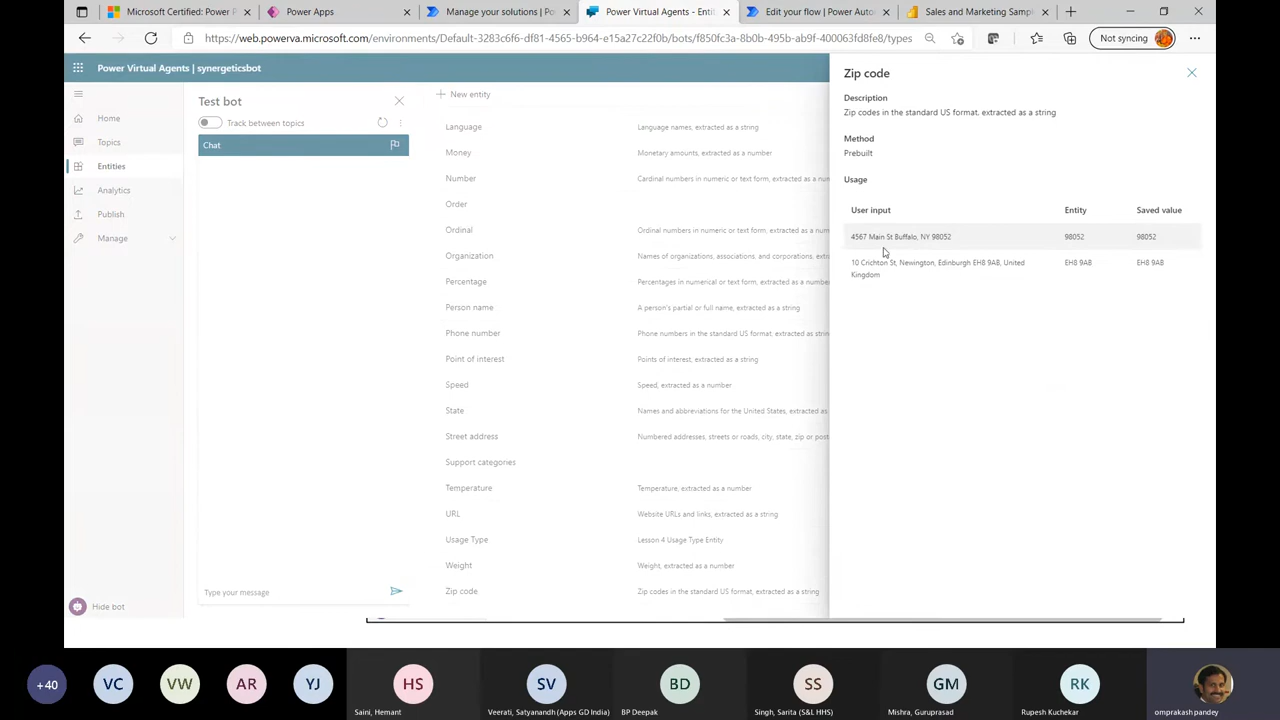 Microsoft Certified: Power P
Power Apps
Manage your solutions | Po
Power Virtual Agents - Entit
Edit your flow | Power Autom
Sales and Marketing Sampl
https://web.powerva.microsoft.com/environments/Default-3283c6f6-df81-4565-b964-e15a27c22f0b/bots/f850fc3a-8b0b-495b-ab9f-400063fd8fe8/types
Not syncing
Power Virtual Agents | synergeticsbot
Home
Topics
Entities
Analytics
Publish
Manage
Hide bot
Test bot
Track between topics
Chat
Type your message
New entity
Language Language names, extracted as a string
Money Monetary amounts, extracted as a number
Number Cardinal numbers in numeric or text form, extracted as a num
Order
Ordinal Ordinal numbers in numeric or text form, extracted as a numb
Organization Names of organizations, associations, and corporations, extra
Percentage Percentages in numerical or text form, extracted as a number
Person name A person's partial or full name, extracted as a string
Phone number Phone numbers in the standard US format, extracted as strin
Point of interest Points of interest, extracted as a string
Speed Speed, extracted as a number
State Names and abbreviations for the United States, extracted as
Street address Numbered addresses, streets or roads, city, state, zip or post
Support categories
Temperature Temperature, extracted as a number
URL Website URLs and links, extracted as a string
Usage Type Lesson 4 Usage Type Entity
Weight Weight, extracted as a number
Zip code Zip codes in the standard US format, extracted as a string
Zip code
Description
Zip codes in the standard US format, extracted as a string
Method
Prebuilt
Usage
User input Entity Saved value
4567 Main St Buffalo, NY 98052 98052 98052
10 Crichton St, Newington, Edinburgh EH8 9AB, United EH8 9AB EH8 9AB
Kingdom
+40
VC
VW
AR
YJ
HS
SV
BD
SS
GM
RK
Saini, Hemant
Veerati, Satyanandh (Apps GD India)
BP Deepak
Singh, Sarita (S&L HHS)
Mishra, Guruprasad
Rupesh Kuchekar
omprakash pandey